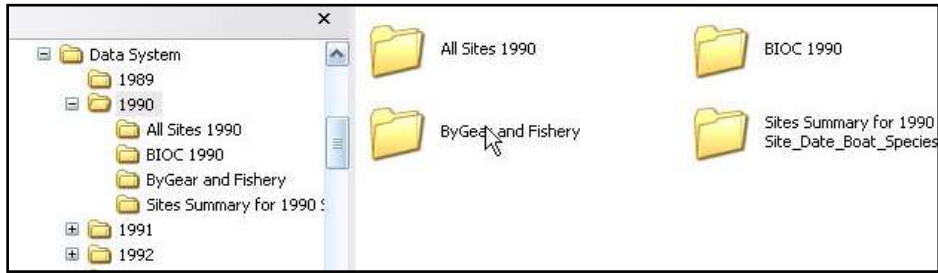 Data System
1989
1990
All Sites 1990
BIOC 1990
ByGear and Fishery
Sites Summary for 1990
1991
1992
All Sites 1990
BIOC 1990
ByGear and Fishery
Sites Summary for 1990
Site_Date_Boat_Species